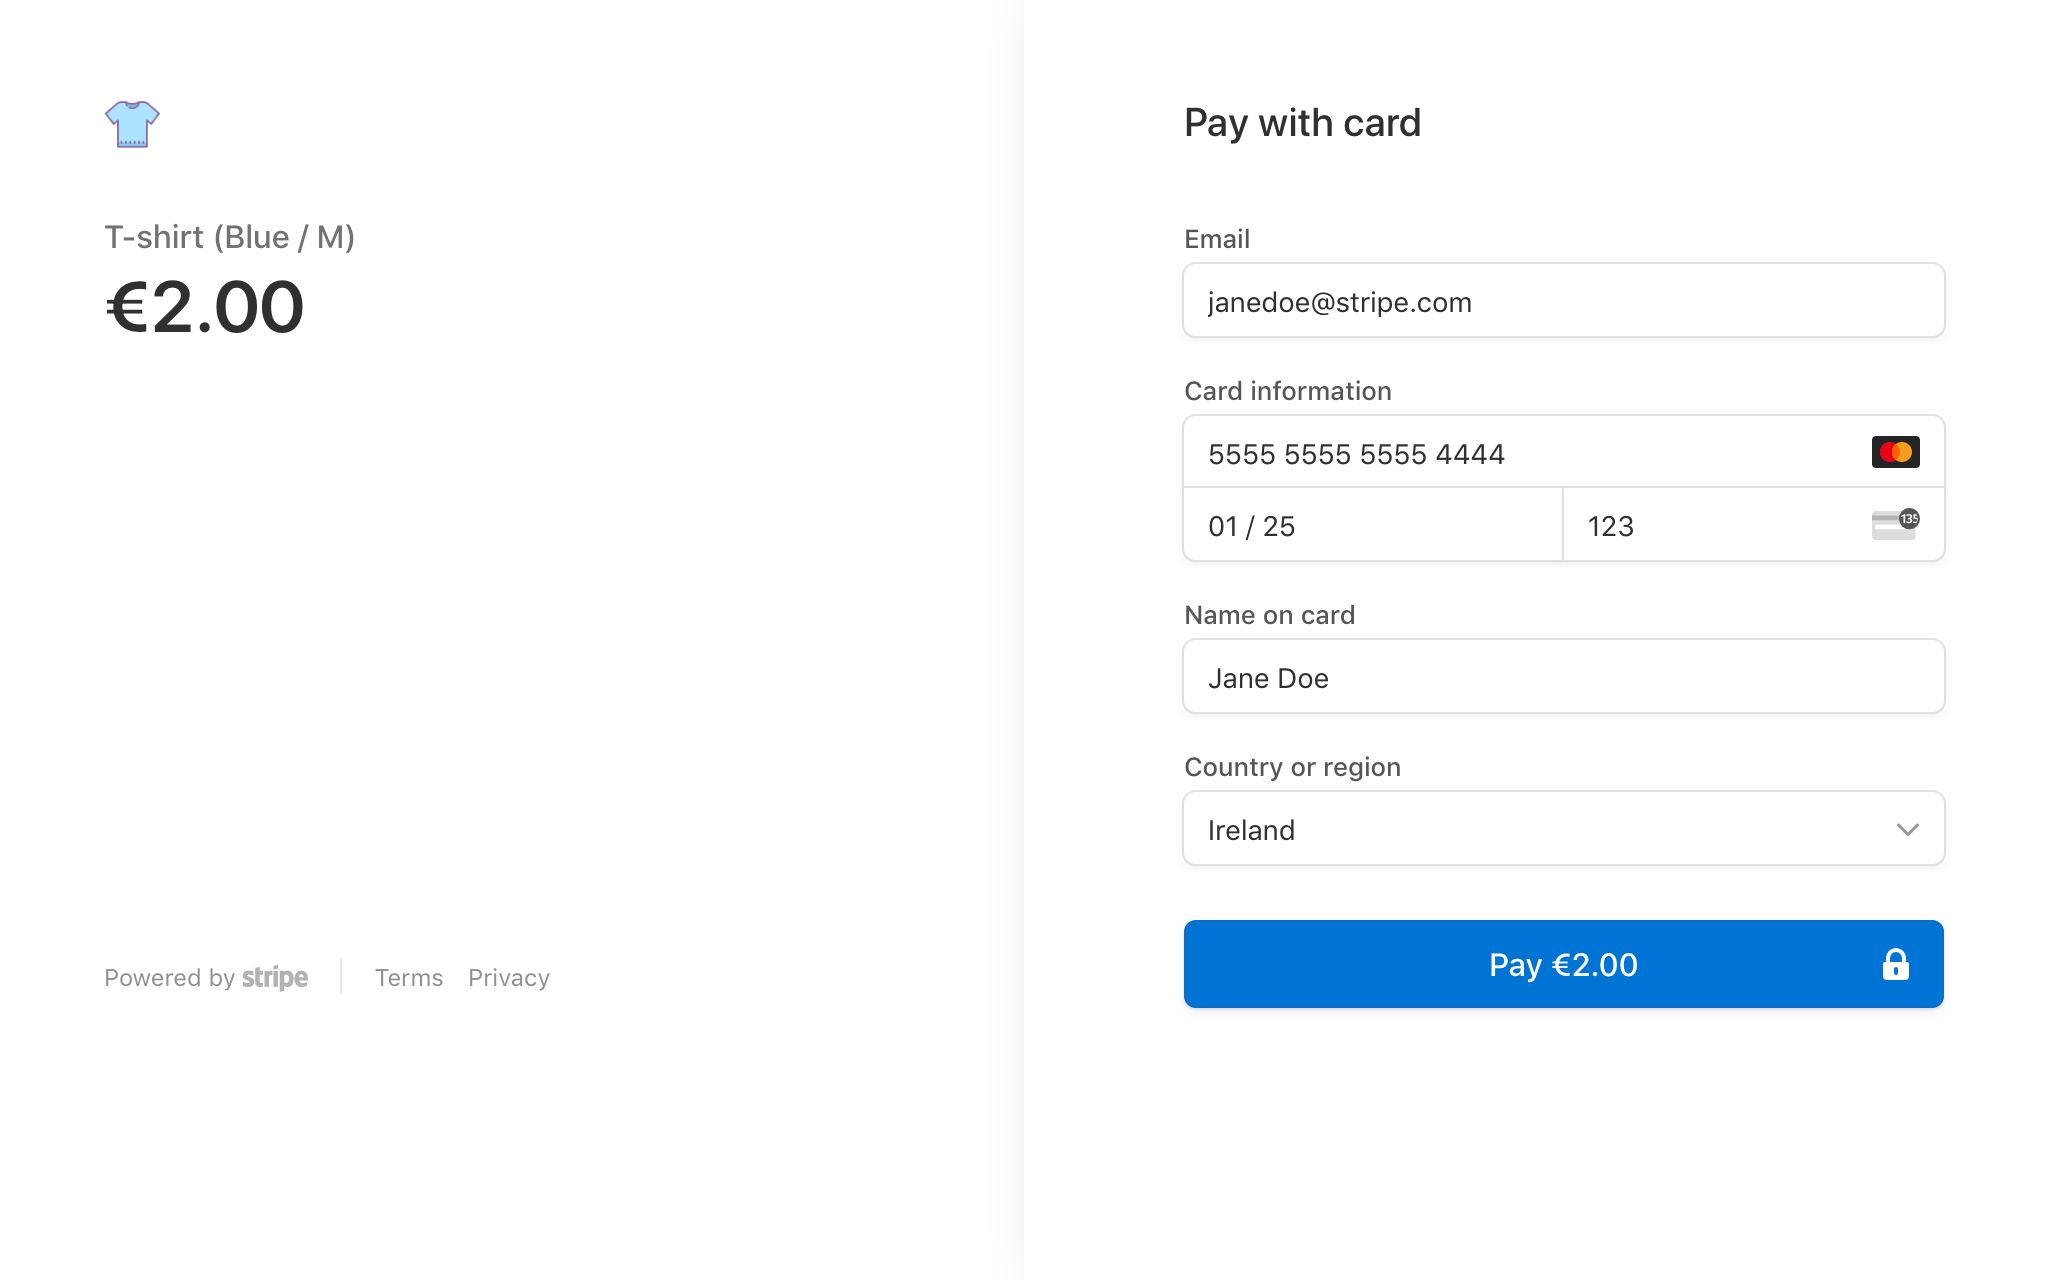 T-shirt (Blue / M)
€2.00
Powered by stripe
Terms
Privacy
Pay with card
Email
janedoe@stripe.com
Card information
5555 5555 5555 4444
01 / 25
123
135
Name on card
Jane Doe
Country or region
Ireland
Pay €2.00